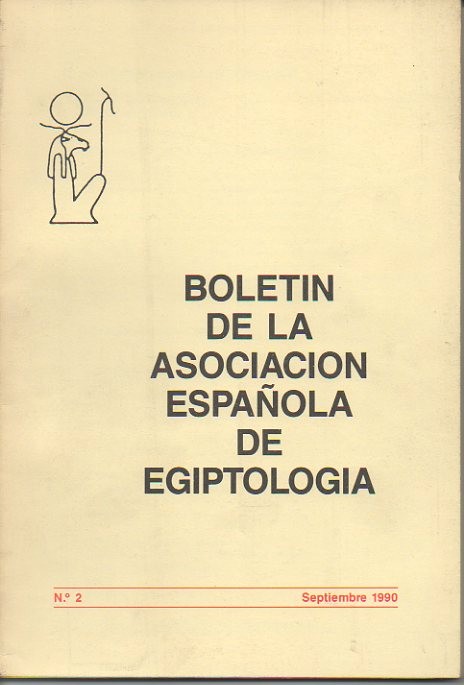 BOLETIN
DE LA
ASOCIACION
ESPAÑOLA
DE
EGIPTOLOGIA
N.º 2 Septiembre 1990